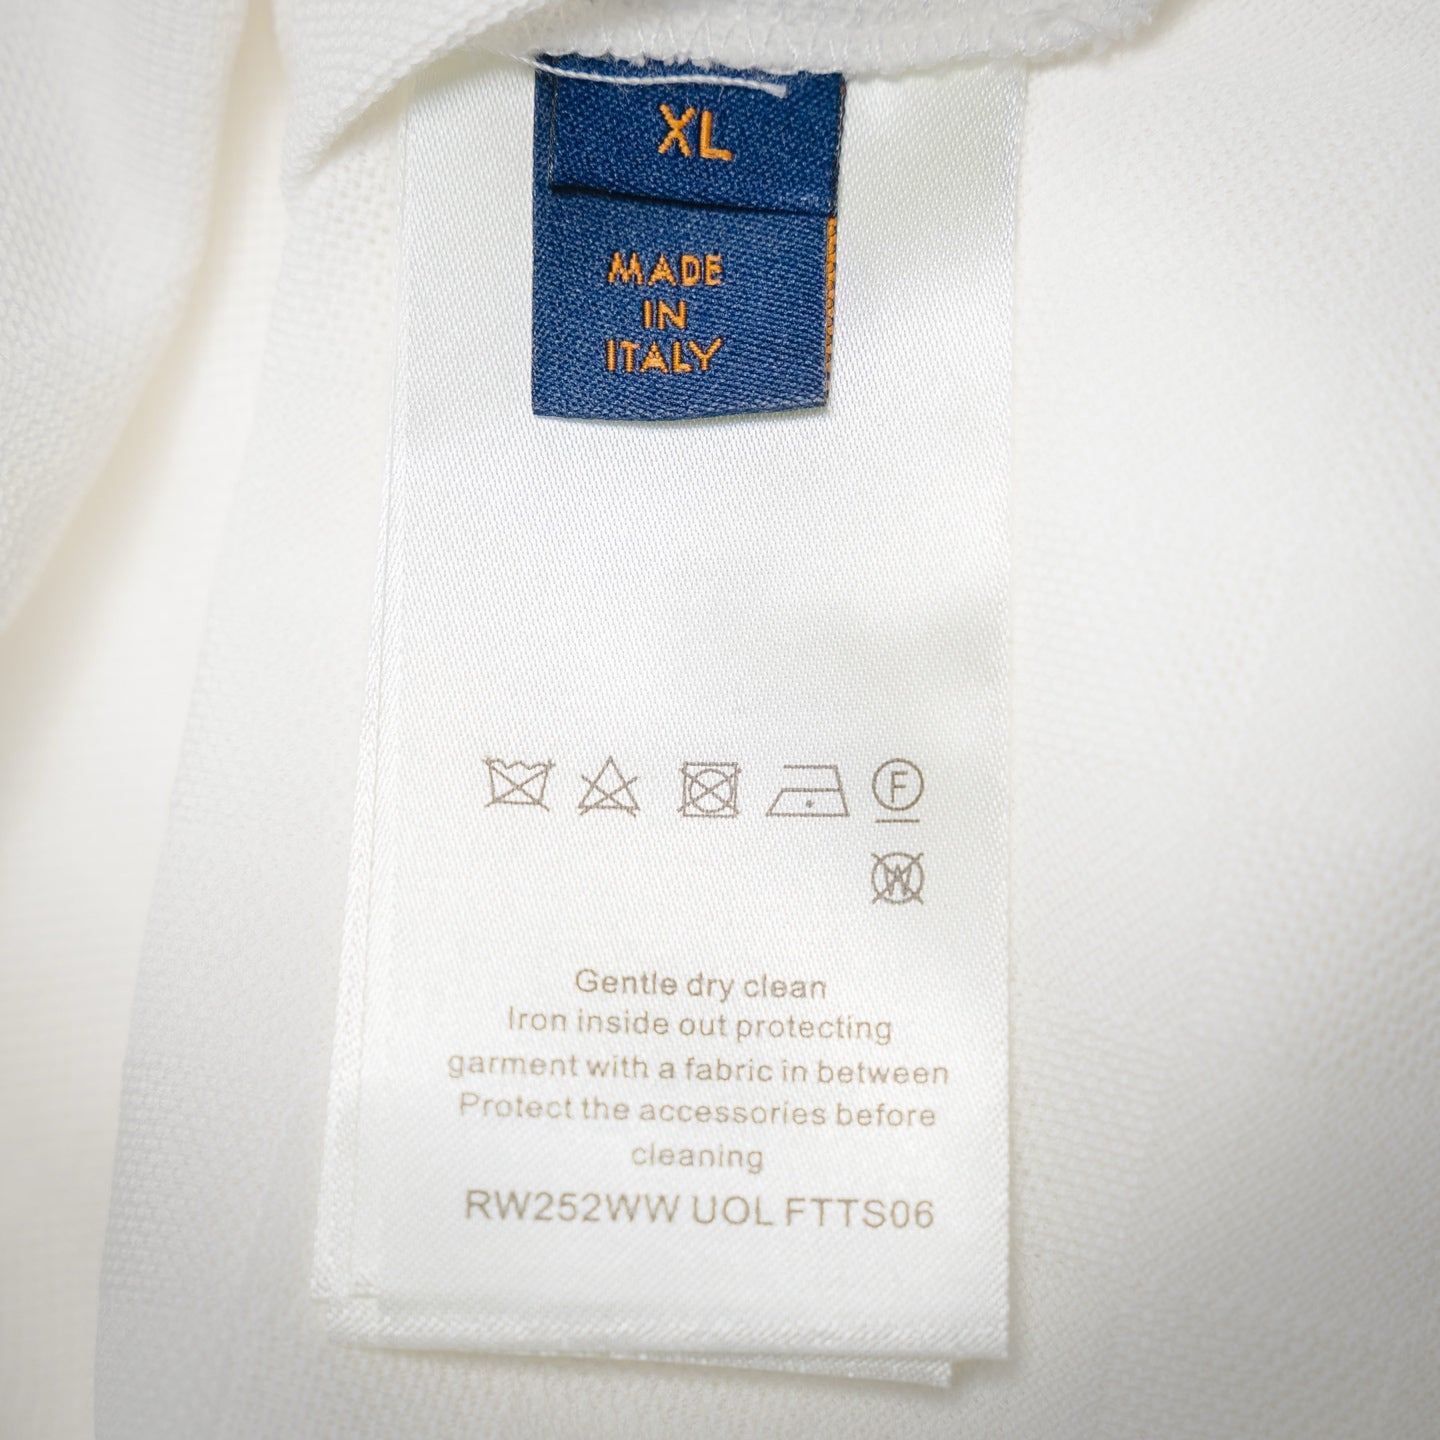 XL
MADE
IN
ITALY
F
W
Gentle dry clean
Iron inside out protecting
garment with a fabric in between
Protect the accessories before
cleaning
RW252WW UOL FTTS06